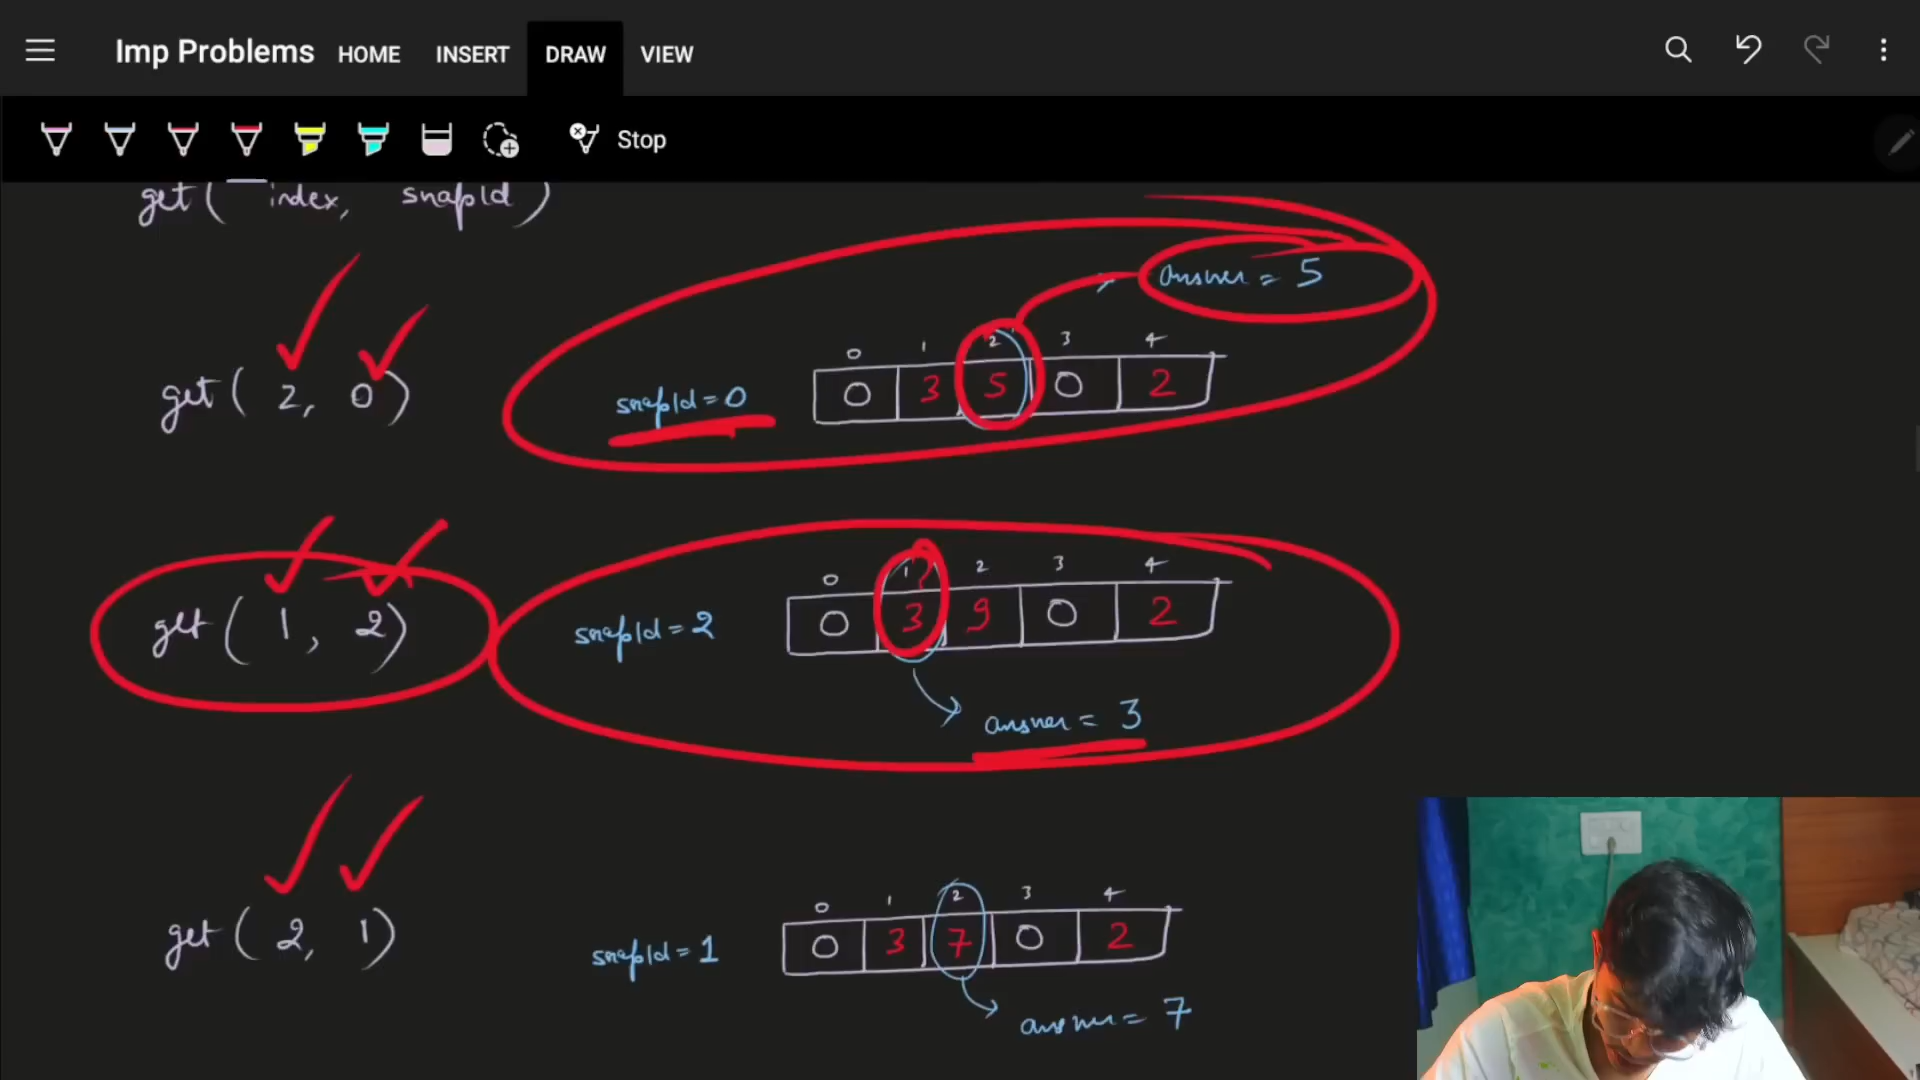 Imp Problems HOME INSERT DRAW VIEW
Stop
get( index, snapId )
answer = 5
0 1 2 3 4
get( 2, 0 ) snapId = 0 0 3 5 0 2
0 1 2 3 4
get( 1, 2 ) snapId = 2 0 3 9 0 2
answer = 3
0 1 2 3 4
get( 2, 1 ) snapId = 1 0 3 7 0 2
answer = 7